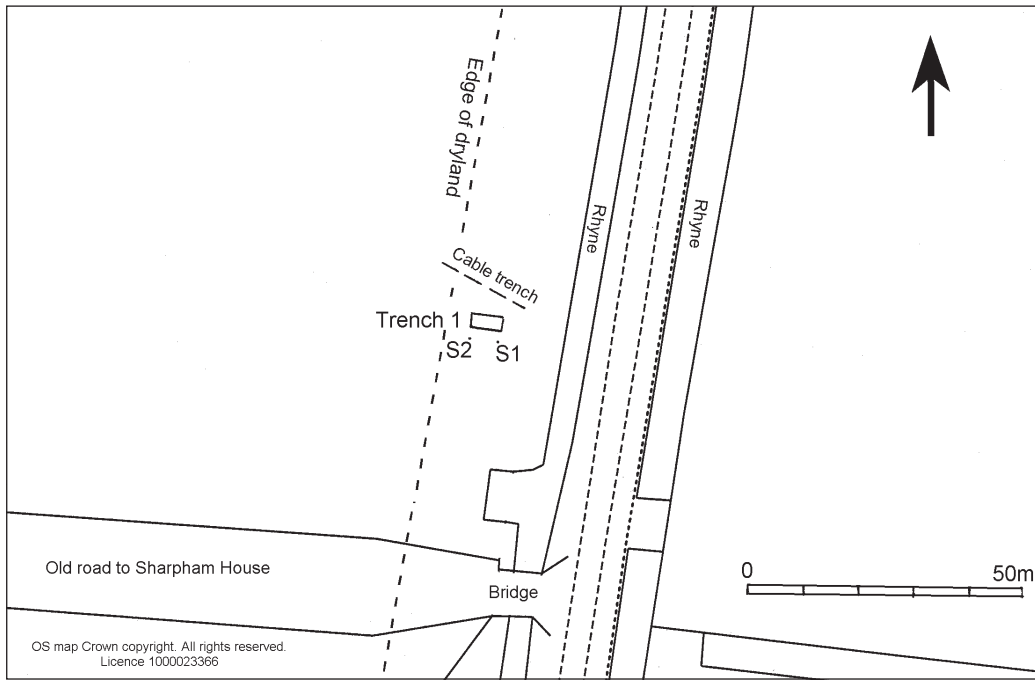 Edge of dryland
Rhyne
Rhyne
Cable trench
Trench 1
S2
S1
Old road to Sharpham House
Bridge
0
50m
OS map Crown copyright. All rights reserved.
Licence 1000023366